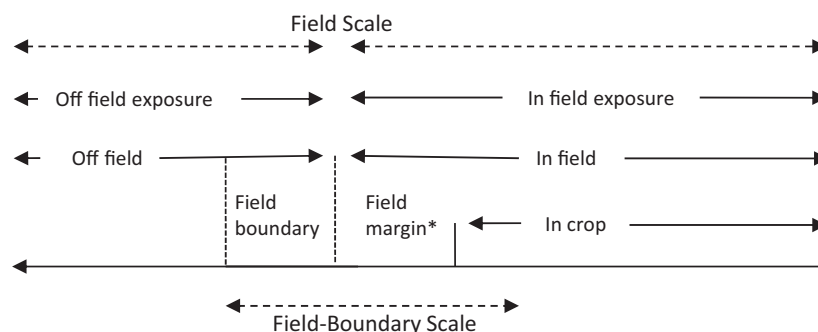 Field Scale
Off field exposure In field exposure
Off field In field
Field Field
boundary margin* In crop
Field-Boundary Scale